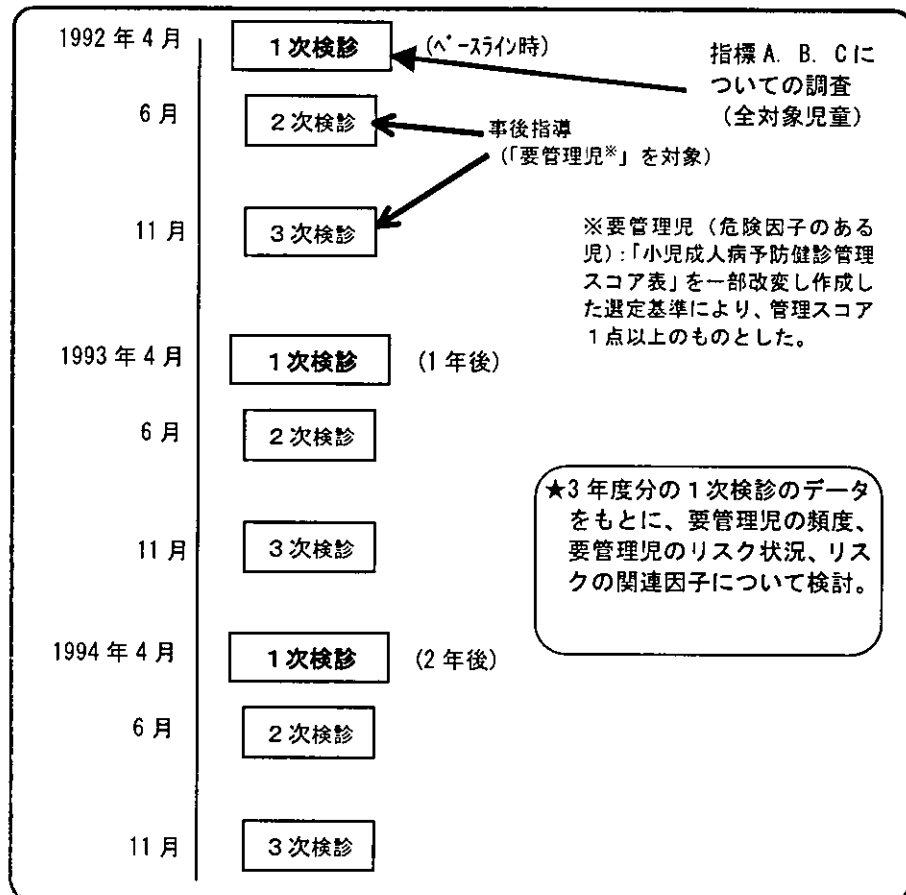 1992年4月
1次検診
(ベースライン時)
指標A. B. Cに
ついての調査
(全対象児童)
6月
2次検診
事後指導
(「要管理児※」を対象)
11月
3次検診
※要管理児(危険因子のある
児):「小児成人病予防健診管理
スコア表」を一部改変し作成し
た選定基準により、管理スコア
1点以上のものとした。
1993年4月
1次検診
(1年後)
6月
2次検診
★3年度分の1次検診のデータ
をもとに、要管理児の頻度、
要管理児のリスク状況、リス
クの関連因子について検討。
11月
3次検診
1994年4月
1次検診
(2年後)
6月
2次検診
11月
3次検診